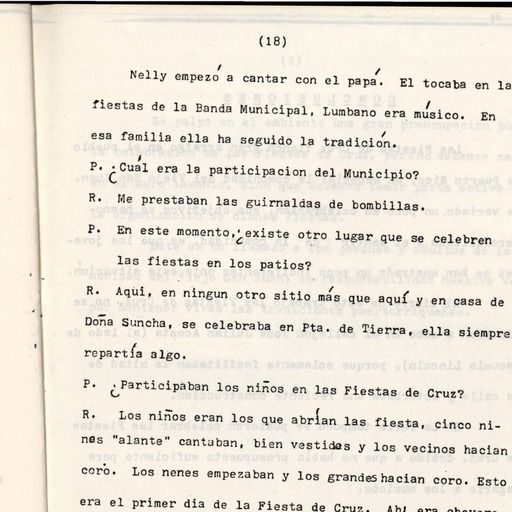 (18)
Nelly empezó a cantar con el papá. El tocaba en la
fiestas de la Banda Municipal, Lumbano era músico. En
esa familia ella ha seguido la tradición.
P. ¿Cuál era la participacion del Municipio?
R. Me prestaban las guirnaldas de bombillas.
P. En este momento, existe otro lugar que se celebren
las fiestas en los patios?
R. Aqui, en ningun otro sitio más que aquí y en casa de
Doña Suncha, se celebraba en Pta. de Tierra, ella siempre
repartía algo.
P. ¿Participaban los niños en las Fiestas de Cruz?
R. Los niños eran los que abrían las fiesta, cinco ni-
nos "alante" cantaban, bien vestidos y los vecinos hacian
coro. Los nenes empezaban y los grandes hacian coro. Esto
era el primer dia de la Fiesta de Cruz.